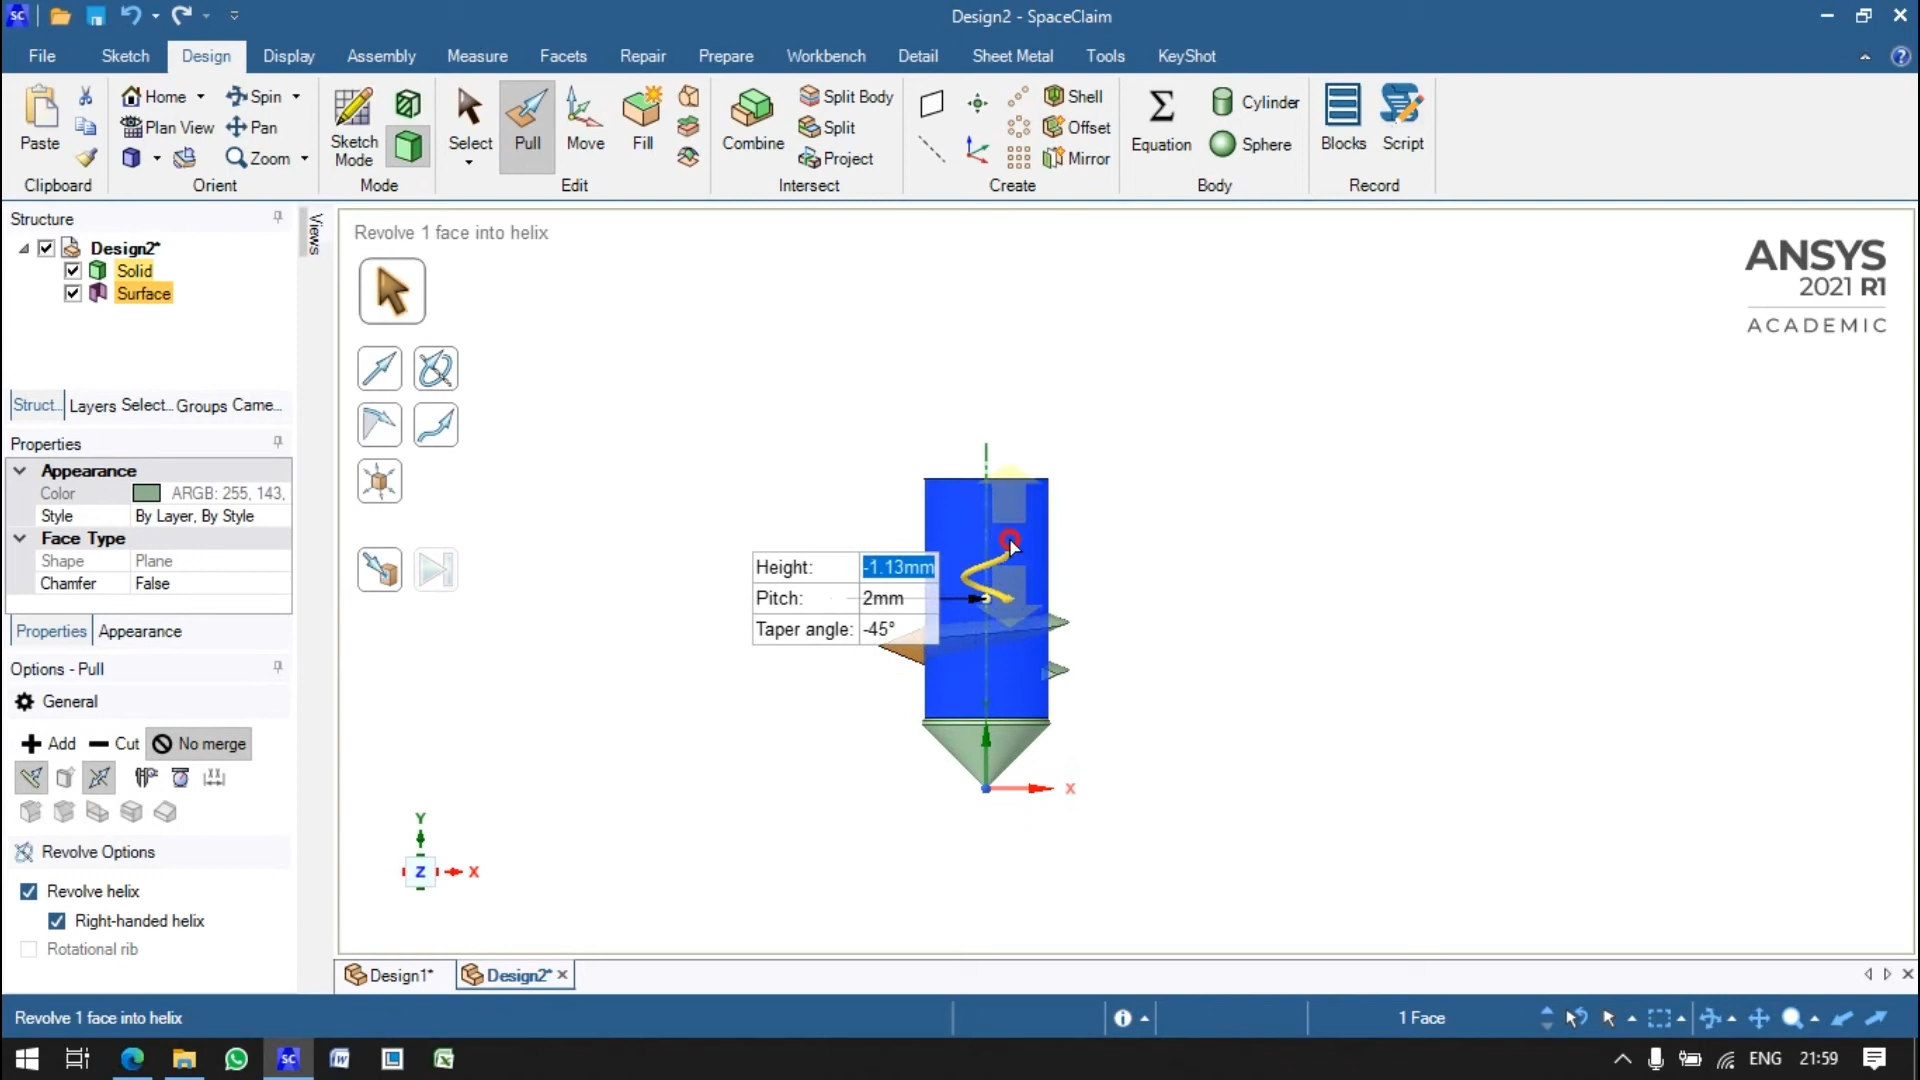 SC
Design2 - SpaceClaim
File Sketch Design Display Assembly Measure Facets Repair Prepare Workbench Detail Sheet Metal Tools KeyShot
Paste
Clipboard
Home Spin
Plan View Pan
Zoom
Orient
Sketch Mode
Mode
Select Pull Move Fill
Edit
Combine
Split Body
Split
Project
Intersect
Shell
Offset
Mirror
Create
Equation
Cylinder
Sphere
Body
Blocks Script
Record
Structure
Design2*
Solid
Surface
Struct... Layers Select... Groups Came...
Properties
Appearance
Color ARGB: 255, 143,
Style By Layer, By Style
Face Type
Shape Plane
Chamfer False
Properties Appearance
Options - Pull
General
Add Cut No merge
Revolve Options
Revolve helix
Right-handed helix
Rotational rib
Views
Revolve 1 face into helix
ANSYS
2021 R1
ACADEMIC
Height: -1.13mm
Pitch: 2mm
Taper angle: -45°
X
Y
Z X
Design1* Design2*
Revolve 1 face into helix
1 Face
SC
ENG 21:59